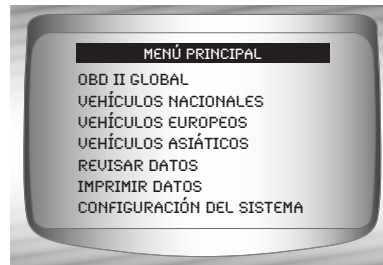 MENÚ PRINCIPAL
OBD II GLOBAL
VEHÍCULOS NACIONALES
VEHÍCULOS EUROPEOS
VEHÍCULOS ASIÁTICOS
REVISAR DATOS
IMPRIMIR DATOS
CONFIGURACIÓN DEL SISTEMA